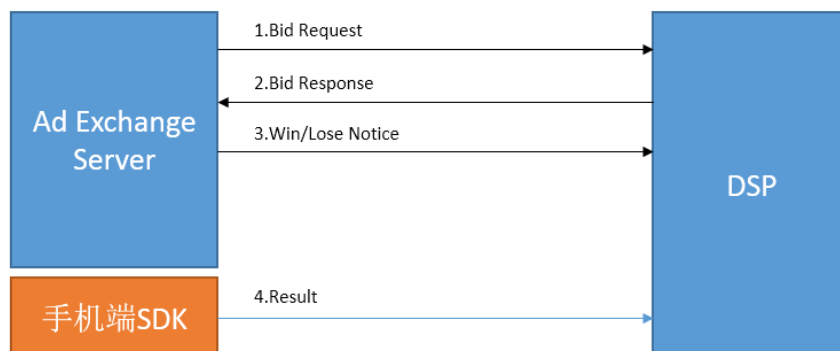 1.Bid Request
2.Bid Response
Ad Exchange
Server
3.Win/Lose Notice
DSP
手机端SDK
4.Result